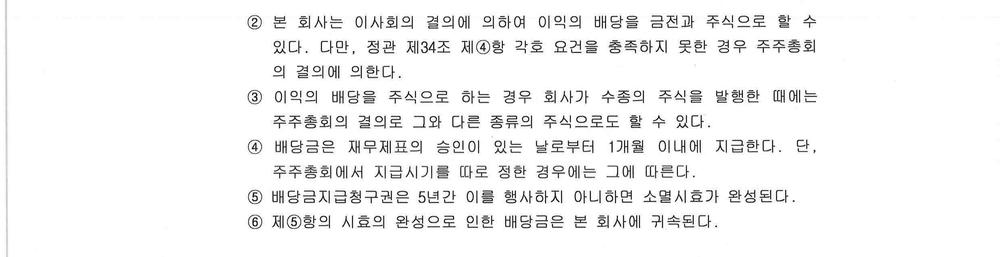 ② 본 회사는 이사회의 결의에 의하여 이익의 배당을 금전과 주식으로 할 수
있다. 다만, 정관 제34조 제④항 각호 요건을 충족하지 못한 경우 주주총회
의 결의에 의한다.
③ 이익의 배당을 주식으로 하는 경우 회사가 수종의 주식을 발행한 때에는
주주총회의 결의로 그와 다른 종류의 주식으로도 할 수 있다.
④ 배당금은 재무제표의 승인이 있는 날로부터 1개월 이내에 지급한다. 단,
주주총회에서 지급시기를 따로 정한 경우에는 그에 따른다.
⑤ 배당금지급청구권은 5년간 이를 행사하지 아니하면 소멸시효가 완성된다.
⑥ 제⑤항의 시효의 완성으로 인한 배당금은 본 회사에 귀속된다.